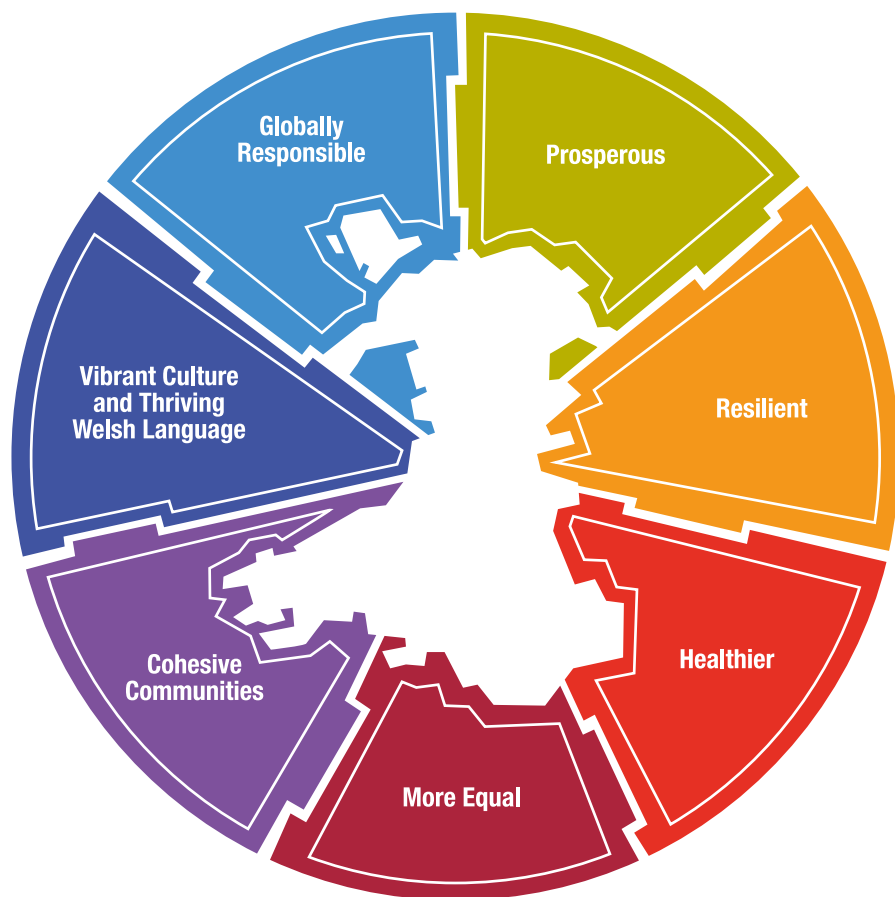 Globally
Responsible
Prosperous
Resilient
Healthier
More Equal
Cohesive
Communities
Vibrant Culture
and Thriving
Welsh Language